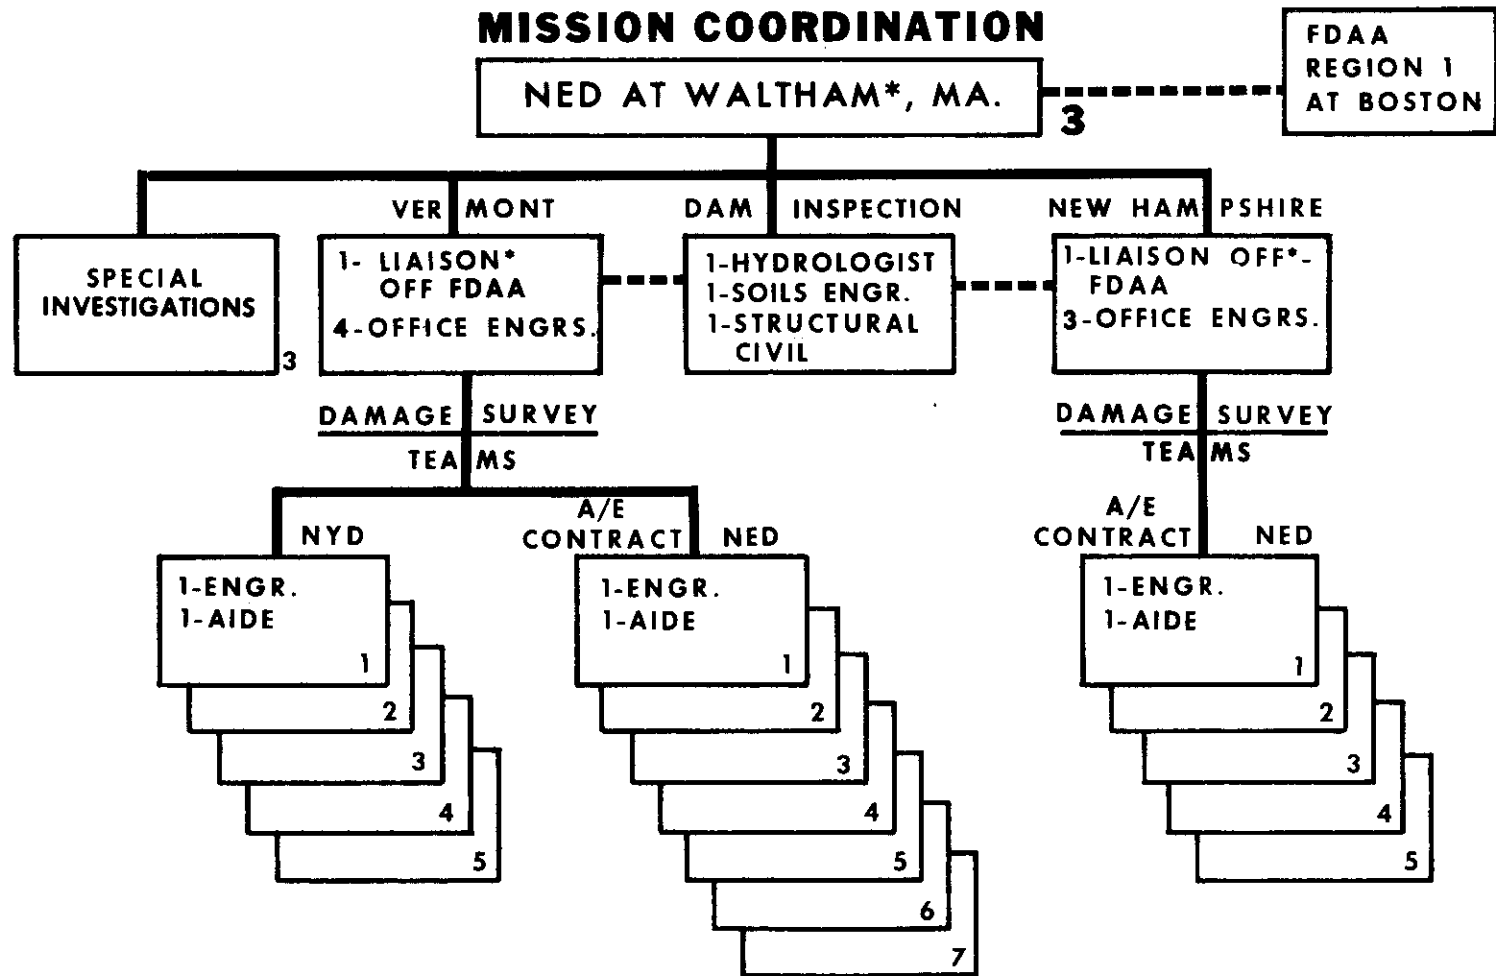 MISSION COORDINATION
NED AT WALTHAM*, MA.
3
FDAA
REGION 1
AT BOSTON
VERMONT
DAM INSPECTION
NEW HAMPSHIRE
SPECIAL
INVESTIGATIONS
3
1- LIAISON*
OFF FDAA
4-OFFICE ENGRS.
1-HYDROLOGIST
1-SOILS ENGR.
1-STRUCTURAL
CIVIL
1-LIAISON OFF*-
FDAA
3-OFFICE ENGRS.
DAMAGE SURVEY
TEAMS
DAMAGE SURVEY
TEAMS
NYD
A/E
CONTRACT
NED
A/E
CONTRACT
NED
1-ENGR.
1-AIDE
1
2
3
4
5
1-ENGR.
1-AIDE
1
2
3
4
5
6
7
1-ENGR.
1-AIDE
1
2
3
4
5